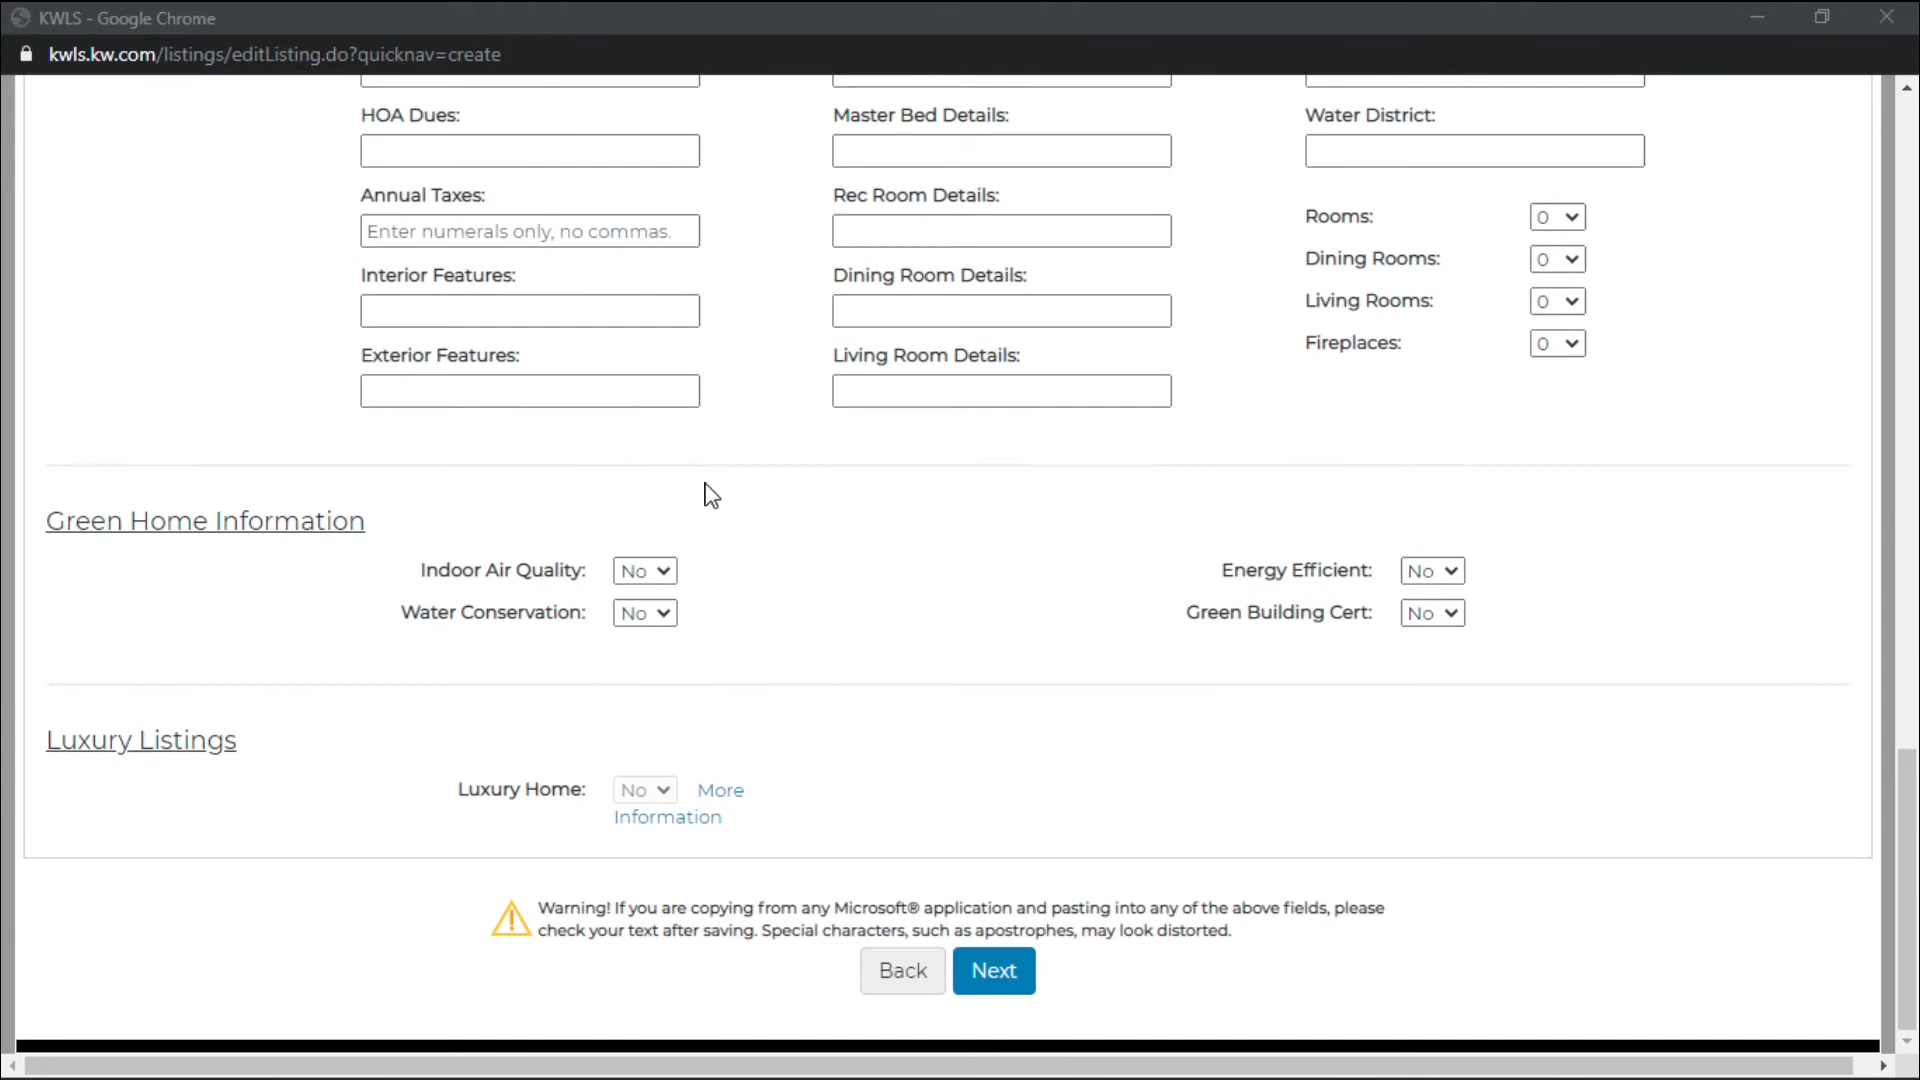 KWLS - Google Chrome
kwls.kw.com/listings/editListing.do?quicknav=create
HOA Dues:
Master Bed Details:
Water District:
Annual Taxes:
Enter numerals only, no commas.
Rec Room Details:
Rooms:
0
Dining Rooms:
0
Living Rooms:
0
Fireplaces:
0
Interior Features:
Dining Room Details:
Exterior Features:
Living Room Details:
Green Home Information
Indoor Air Quality:
No
Energy Efficient:
No
Water Conservation:
No
Green Building Cert:
No
Luxury Listings
Luxury Home:
No
More
Information
Warning! If you are copying from any Microsoft® application and pasting into any of the above fields, please
check your text after saving. Special characters, such as apostrophes, may look distorted.
Back
Next